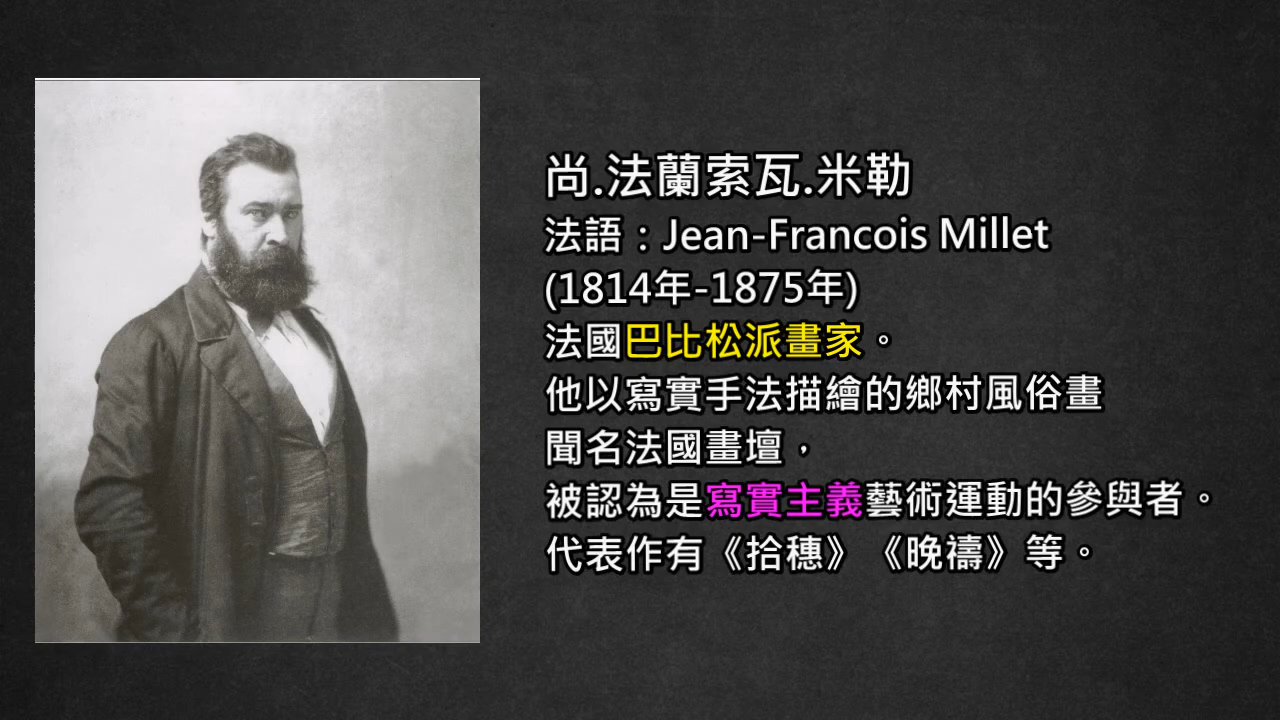 尚.法蘭索瓦.米勒
法語：Jean-Francois Millet
(1814年-1875年)
法國巴比松派畫家。
他以寫實手法描繪的鄉村風俗畫
聞名法國畫壇，
被認為是寫實主義藝術運動的參與者。
代表作有《拾穗》《晚禱》等。